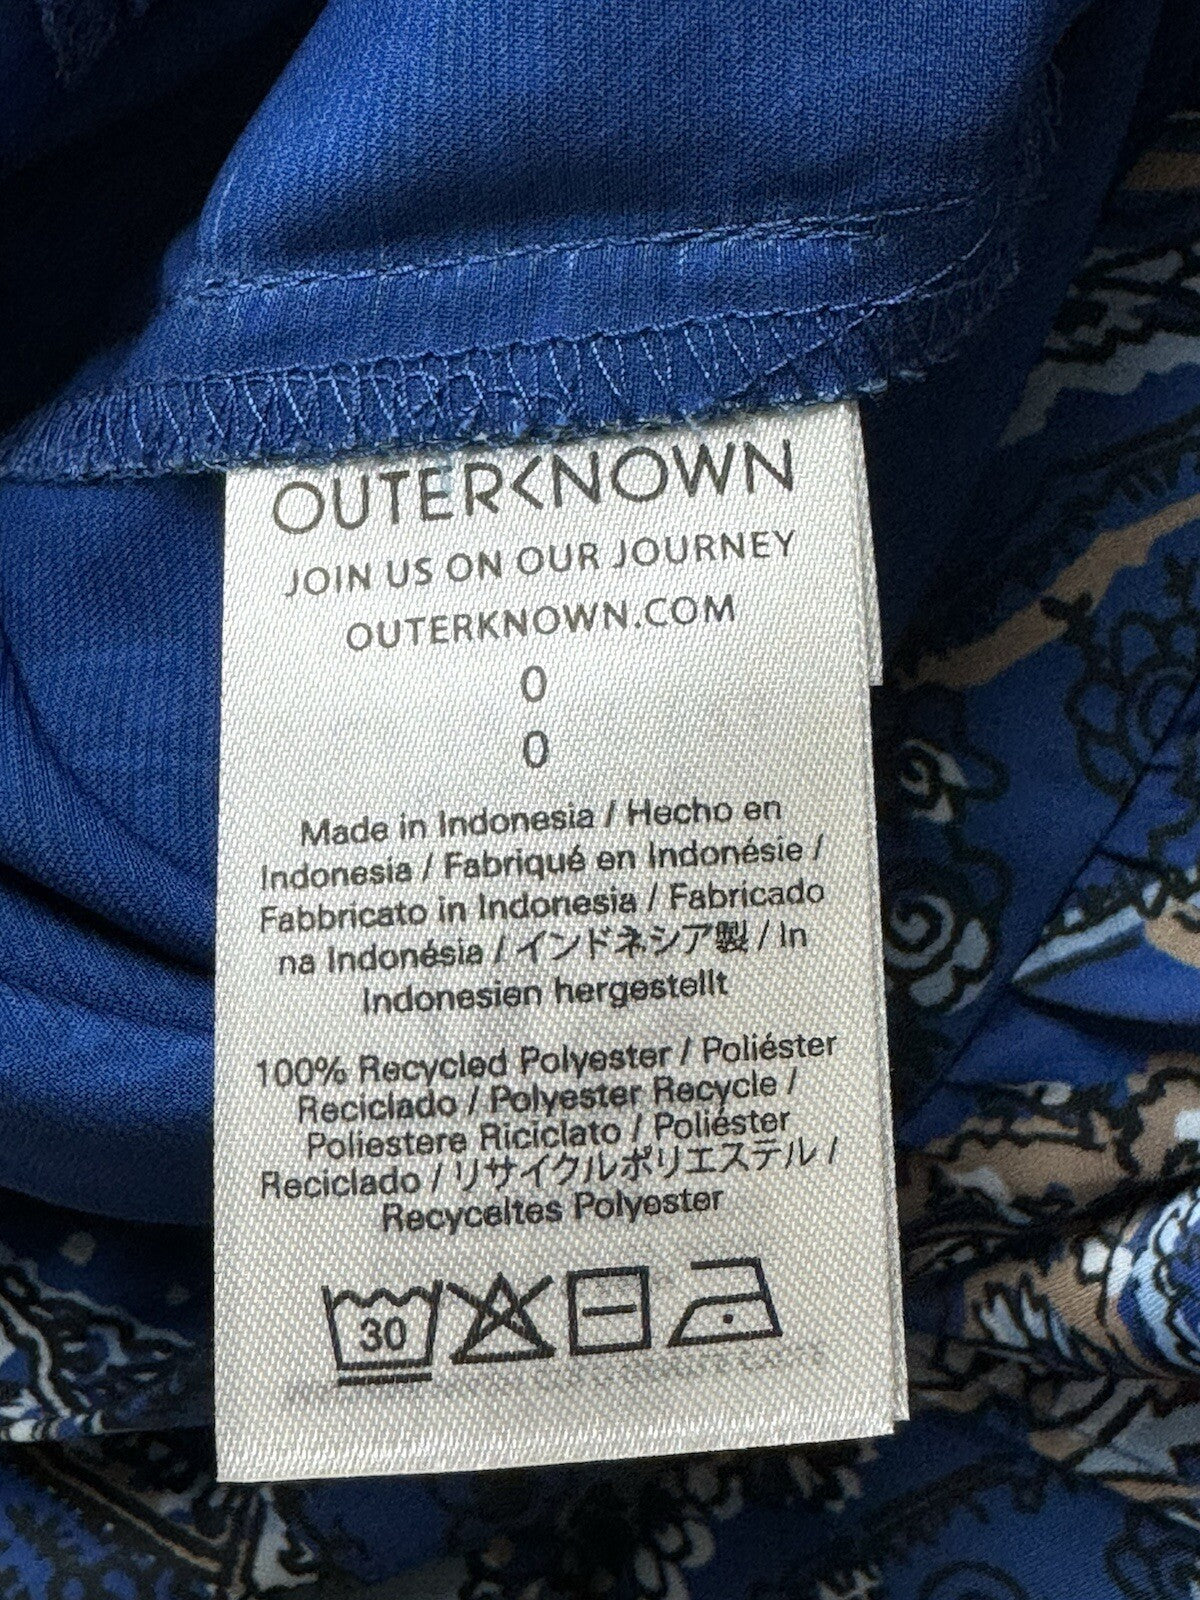 OUTERKNOWN
JOIN US ON OUR JOURNEY
OUTERKNOWN.COM
0
0
Made in Indonesia / Hecho en
Indonesia / Fabriqué en Indonésie /
Fabbricato in Indonesia / Fabricado
na Indonésia / インドネシア製 / In
Indonesien hergestellt
100% Recycled Polyester / Poliéster
Reciclado / Polyester Recycle /
Poliestere Riciclato / Poliéster
Reciclado / リサイクルポリエステル /
Recyceltes Polyester
30